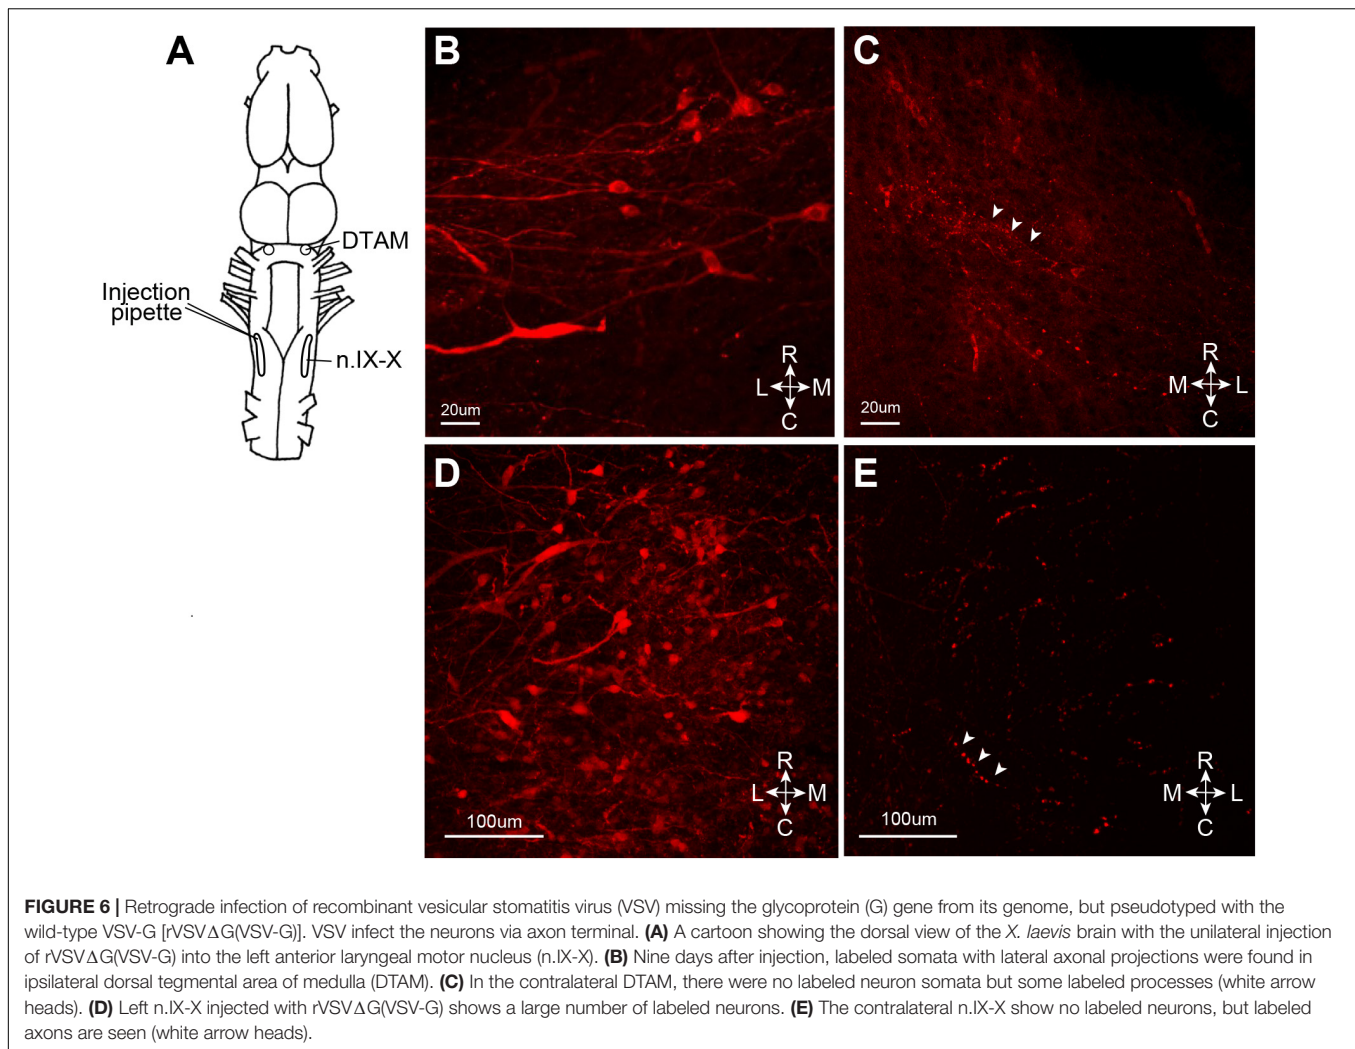 A
DTAM
Injection
pipette
n.IX-X
B
R
L M
C
20um
C
R
M L
C
20um
D
R
L M
C
100um
E
R
M L
C
100um
FIGURE 6 | Retrograde infection of recombinant vesicular stomatitis virus (VSV) missing the glycoprotein (G) gene from its genome, but pseudotyped with the
wild-type VSV-G [rVSVΔG(VSV-G)]. VSV infect the neurons via axon terminal. (A) A cartoon showing the dorsal view of the X. laevis brain with the unilateral injection
of rVSVΔG(VSV-G) into the left anterior laryngeal motor nucleus (n.IX-X). (B) Nine days after injection, labeled somata with lateral axonal projections were found in
ipsilateral dorsal tegmental area of medulla (DTAM). (C) In the contralateral DTAM, there were no labeled neuron somata but some labeled processes (white arrow
heads). (D) Left n.IX-X injected with rVSVΔG(VSV-G) shows a large number of labeled neurons. (E) The contralateral n.IX-X show no labeled neurons, but labeled
axons are seen (white arrow heads).